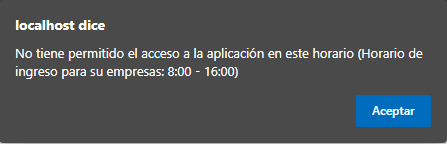 localhost dice
No tiene permitido el acceso a la aplicación en este horario (Horario de
ingreso para su empresas: 8:00 - 16:00)
Aceptar